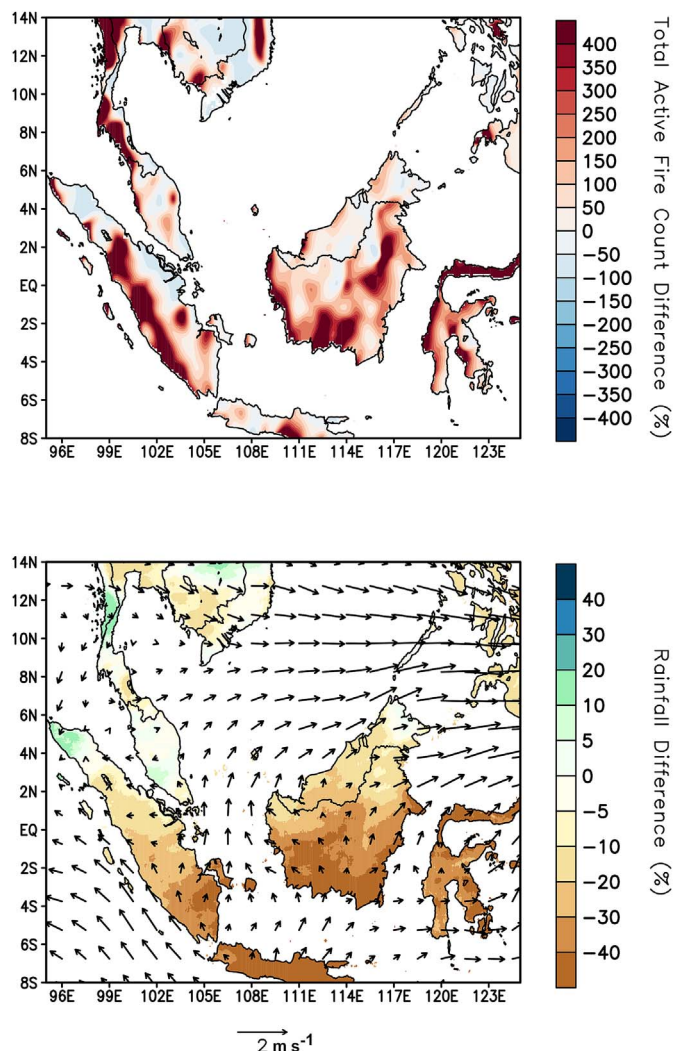 14N
12N
10N
8N
6N
4N
2N
EQ
2S
4S
6S
8S
96E 99E 102E 105E 108E 111E 114E 117E 120E 123E
400
350
300
250
200
150
100
50
0
−50
−100
−150
−200
−250
−300
−350
−400
Total Active Fire Count Difference (%)
14N
12N
10N
8N
6N
4N
2N
EQ
2S
4S
6S
8S
96E 99E 102E 105E 108E 111E 114E 117E 120E 123E
40
30
20
10
5
0
−5
−10
−20
−30
−40
Rainfall Difference (%)
2 m s⁻¹